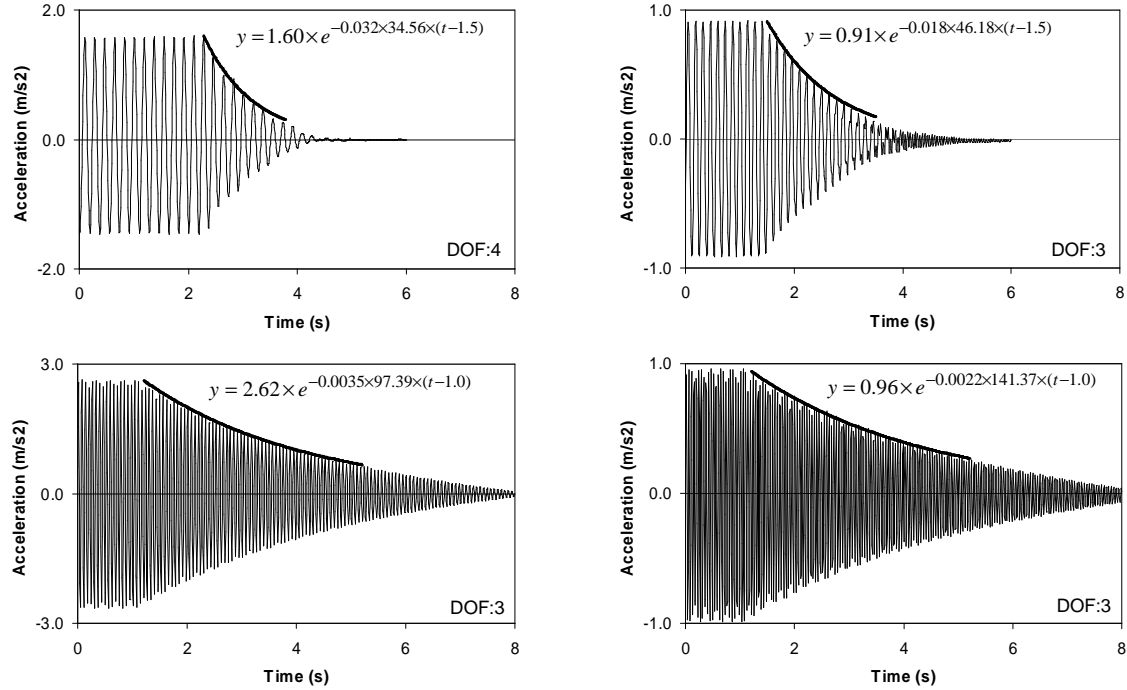 2.0
1.0
0.0
-2.0
Acceleration (m/s2)
y = 1.60×e^{-0.032×34.56×(t-1.5)}
DOF:4
0 2 4 6 8
Time (s)
1.0
0.0
-1.0
Acceleration (m/s2)
y = 0.91×e^{-0.018×46.18×(t-1.5)}
DOF:3
0 2 4 6 8
Time (s)
3.0
0.0
-3.0
Acceleration (m/s2)
y = 2.62×e^{-0.0035×97.39×(t-1.0)}
DOF:3
0 2 4 6 8
Time (s)
1.0
0.0
-1.0
Acceleration (m/s2)
y = 0.96×e^{-0.0022×141.37×(t-1.0)}
DOF:3
0 2 4 6 8
Time (s)